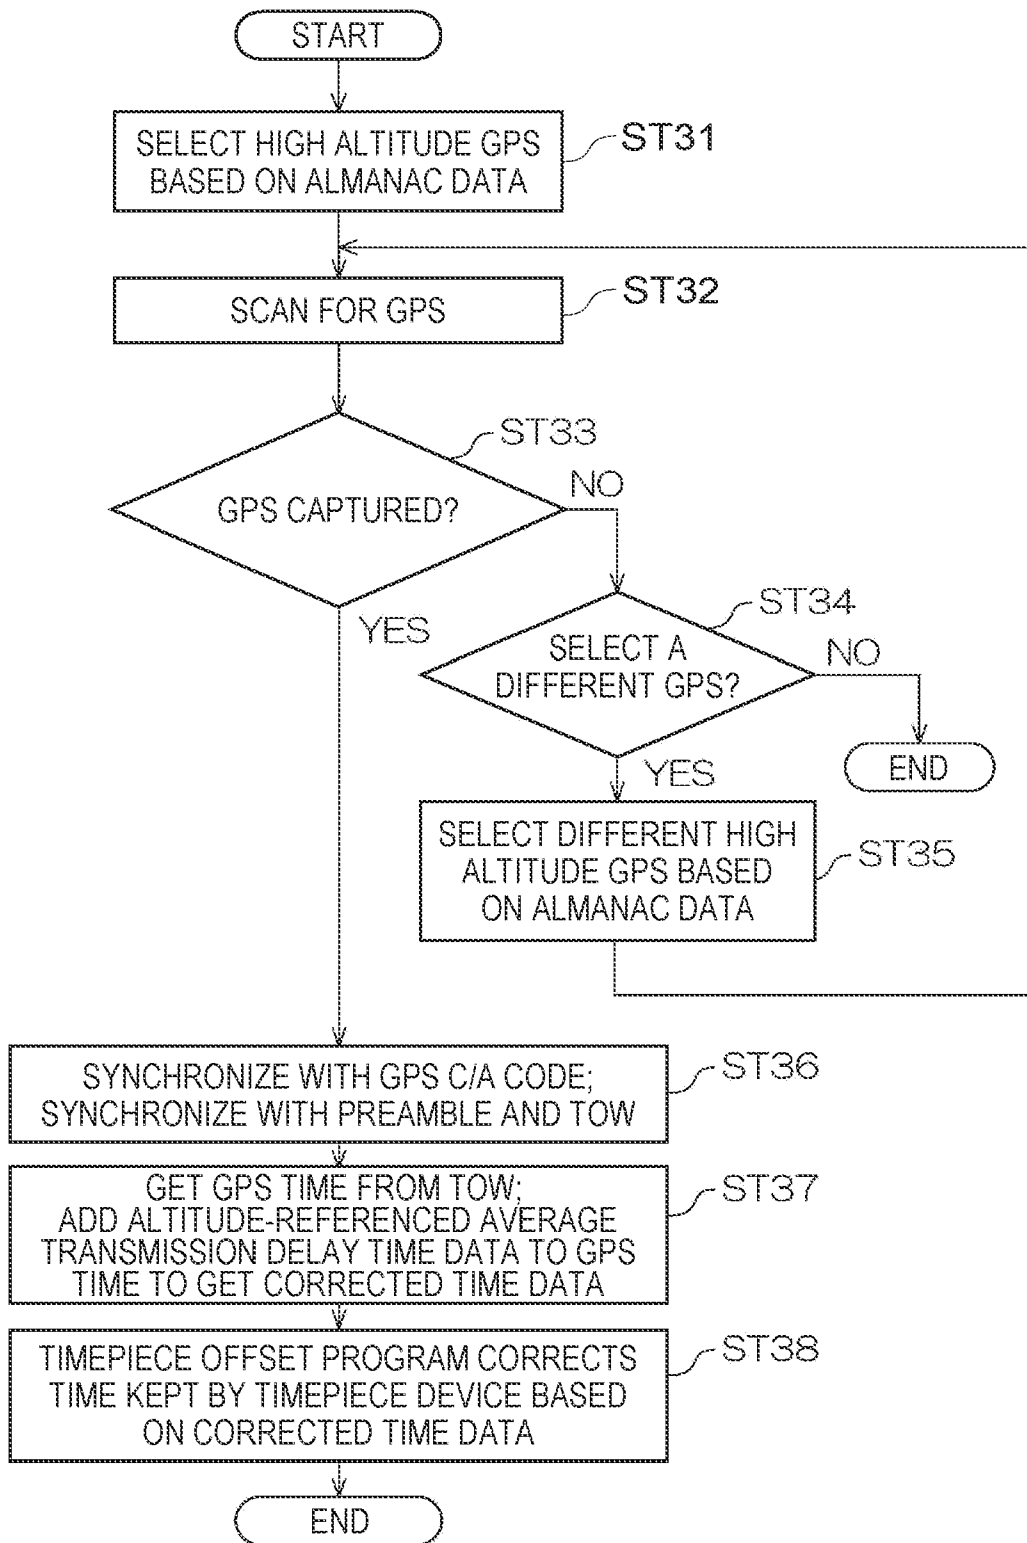 START
SELECT HIGH ALTITUDE GPS
BASED ON ALMANAC DATA
ST31
SCAN FOR GPS
ST32
GPS CAPTURED?
ST33
NO
YES
SELECT A
DIFFERENT GPS?
ST34
NO
END
YES
SELECT DIFFERENT HIGH
ALTITUDE GPS BASED
ON ALMANAC DATA
ST35
SYNCHRONIZE WITH GPS C/A CODE;
SYNCHRONIZE WITH PREAMBLE AND TOW
ST36
GET GPS TIME FROM TOW;
ADD ALTITUDE-REFERENCED AVERAGE
TRANSMISSION DELAY TIME DATA TO GPS
TIME TO GET CORRECTED TIME DATA
ST37
TIMEPIECE OFFSET PROGRAM CORRECTS
TIME KEPT BY TIMEPIECE DEVICE BASED
ON CORRECTED TIME DATA
ST38
END